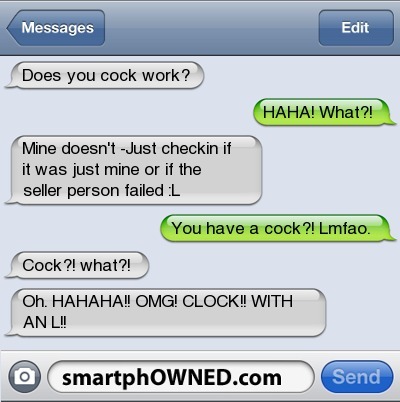 Messages
Edit
Does you cock work?
HAHA! What?!
Mine doesn't -Just checkin if
it was just mine or if the
seller person failed :L
You have a cock?! Lmfao.
Cock?! what?!
Oh. HAHAHA!! OMG! CLOCK!! WITH
AN L!!
smartphOWNED.com
Send